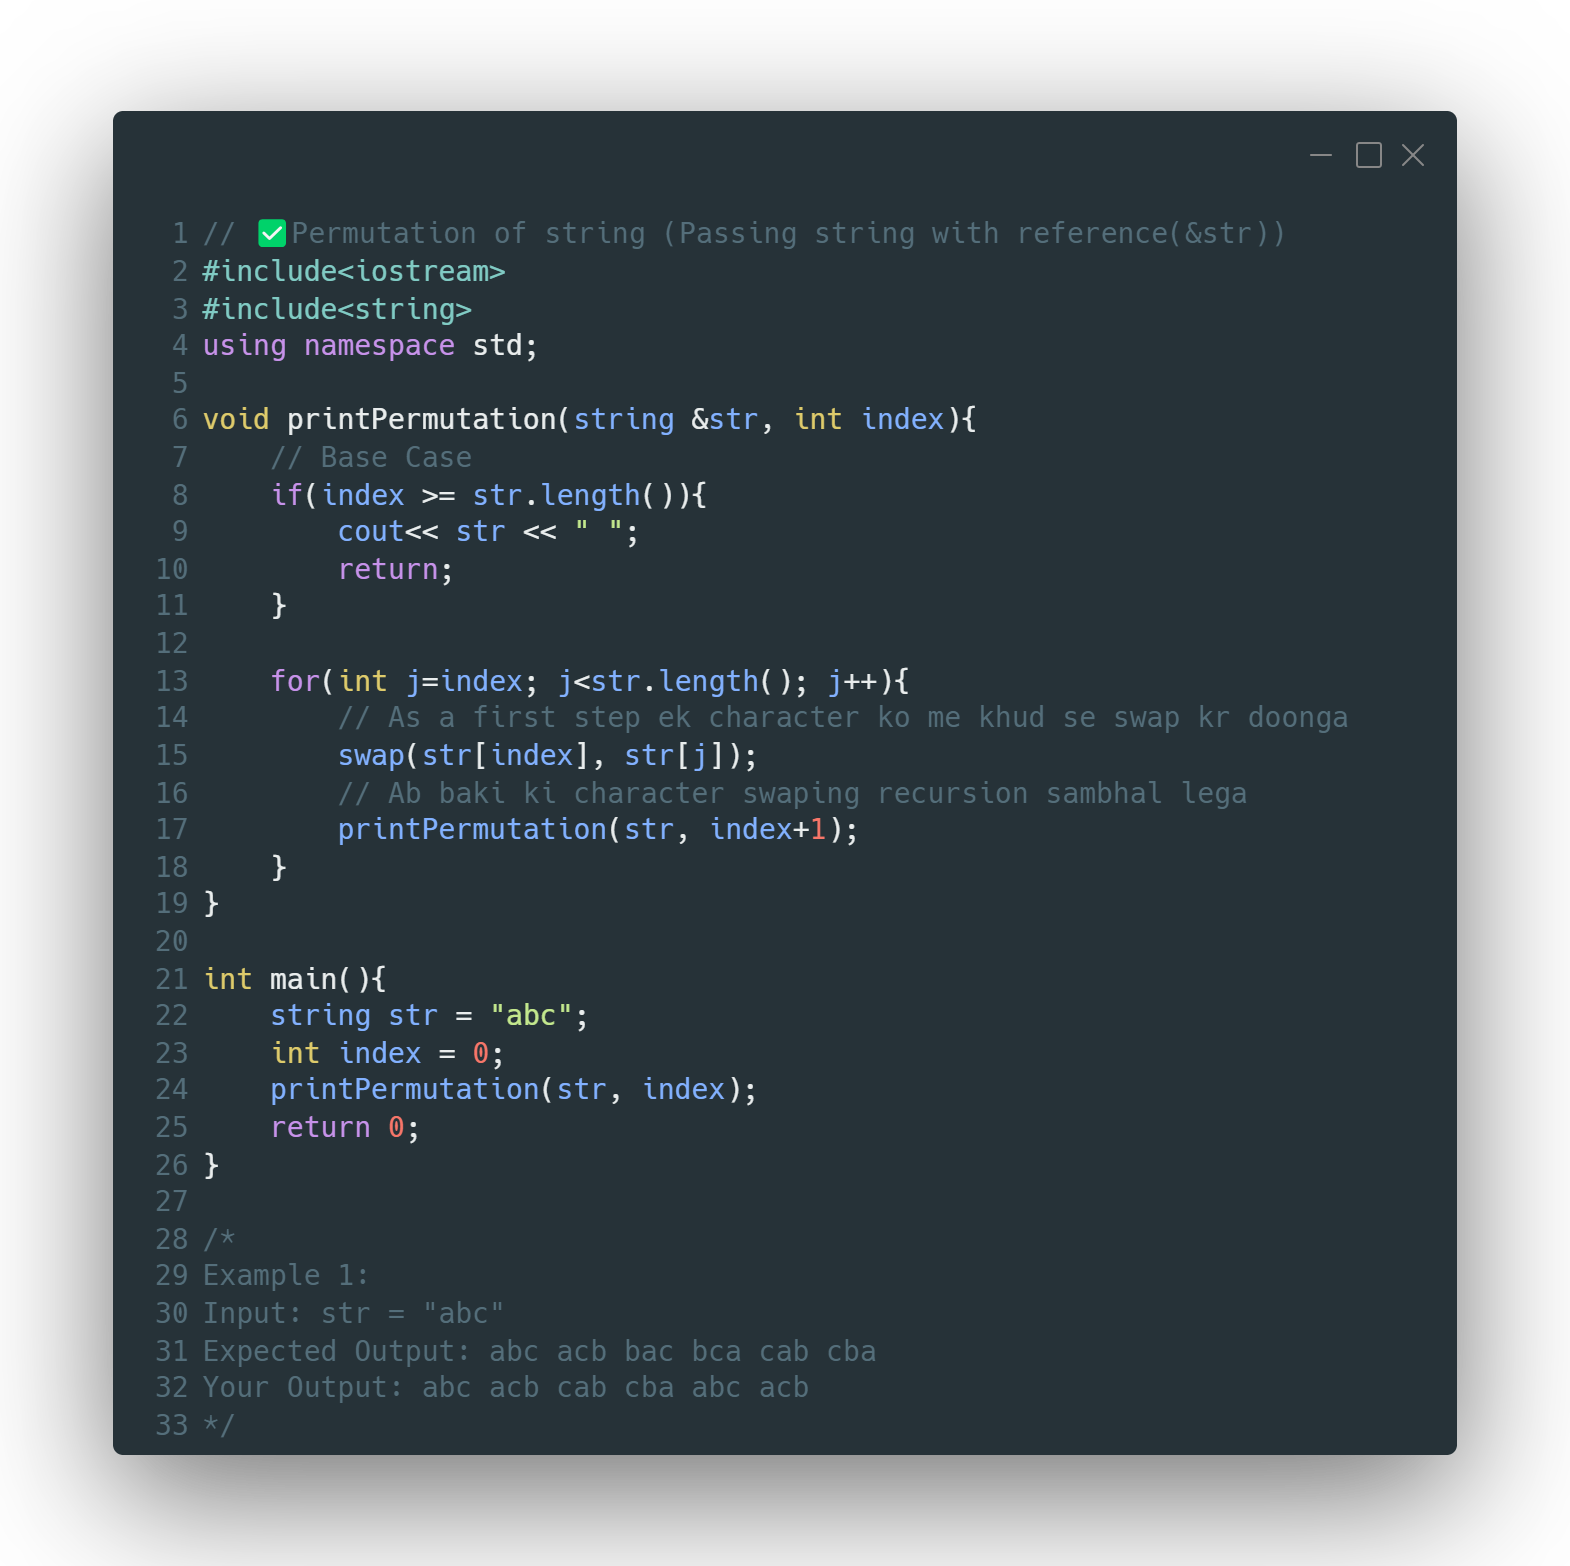 1 // ✅Permutation of string (Passing string with reference(&str))
2 #include<iostream>
3 #include<string>
4 using namespace std;
5
6 void printPermutation(string &str, int index){
7     // Base Case
8     if(index >= str.length()){
9         cout<< str << " ";
10         return;
11     }
12
13     for(int j=index; j<str.length(); j++){
14         // As a first step ek character ko me khud se swap kr doonga
15         swap(str[index], str[j]);
16         // Ab baki ki character swaping recursion sambhal lega
17         printPermutation(str, index+1);
18     }
19 }
20
21 int main(){
22     string str = "abc";
23     int index = 0;
24     printPermutation(str, index);
25     return 0;
26 }
27
28 /*
29 Example 1:
30 Input: str = "abc"
31 Expected Output: abc acb bac bca cab cba
32 Your Output: abc acb cab cba abc acb
33 */